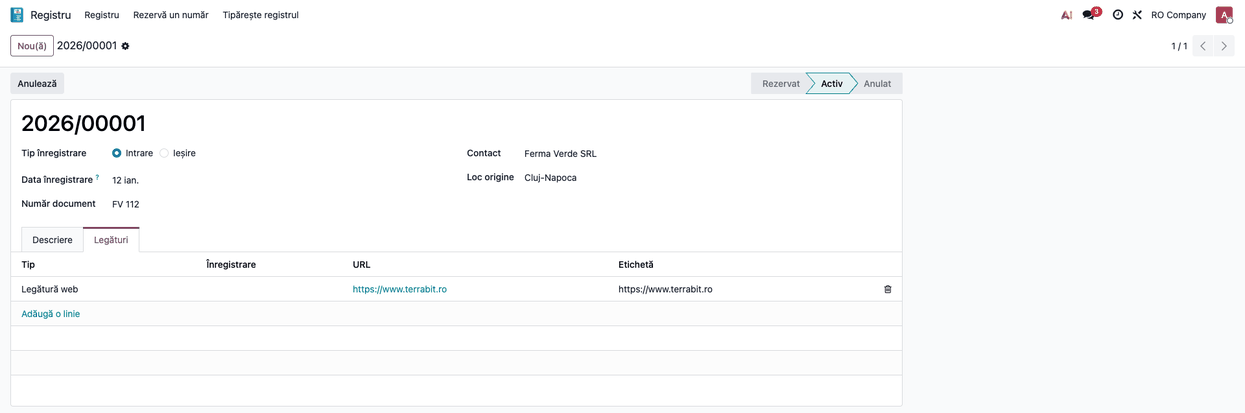 Registru Registru Rezervă un număr Tipărește registrul AI 3 RO Company A
Nou(ă) 2026/00001 1 / 1
Anulează Rezervat Activ Anulat
2026/00001
Tip înregistrare Intrare Ieșire Contact Ferma Verde SRL
Data înregistrare ? 12 ian. Loc origine Cluj-Napoca
Număr document FV 112
Descriere Legături
Tip Înregistrare URL Etichetă
Legătură web https://www.terrabit.ro https://www.terrabit.ro
Adăugă o linie